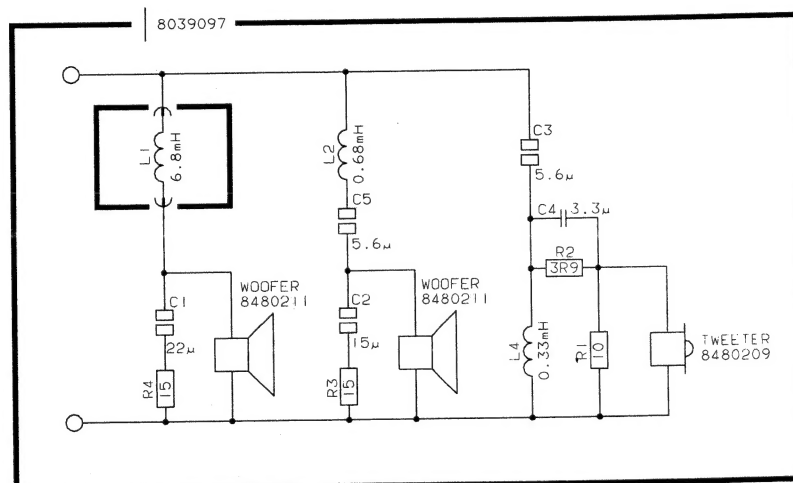 8039097
L1
6.8mH
L2
0.68mH
C3
5.6µ
C5
5.6µ
C4
3.3µ
R2
3R9
C1
22µ
WOOFER
8480211
C2
15µ
WOOFER
8480211
L4
0.33mH
R1
10
TWEETER
8480209
R4
15
R3
15